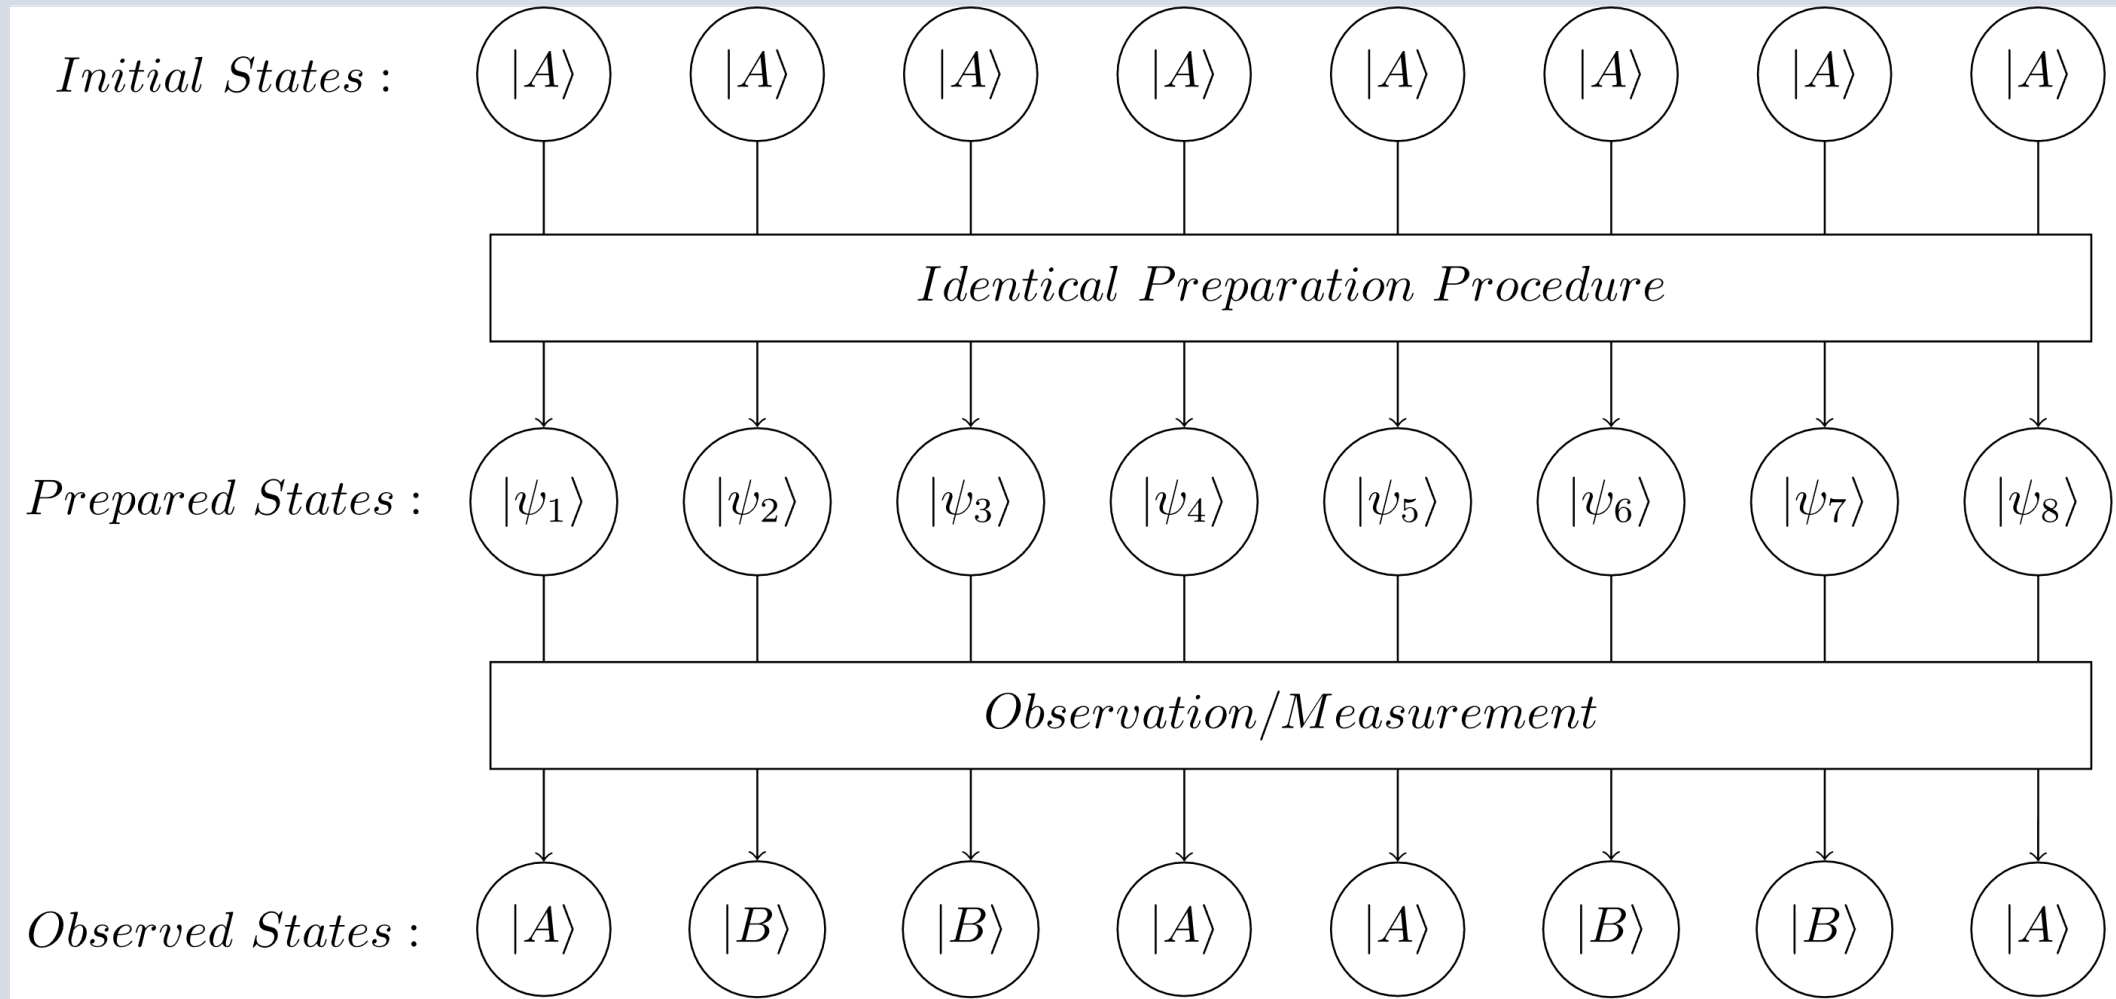 Initial States : |A⟩ |A⟩ |A⟩ |A⟩ |A⟩ |A⟩ |A⟩ |A⟩
Identical Preparation Procedure
Prepared States : |ψ₁⟩ |ψ₂⟩ |ψ₃⟩ |ψ₄⟩ |ψ₅⟩ |ψ₆⟩ |ψ₇⟩ |ψ₈⟩
Observation/Measurement
Observed States : |A⟩ |B⟩ |B⟩ |A⟩ |A⟩ |B⟩ |B⟩ |A⟩